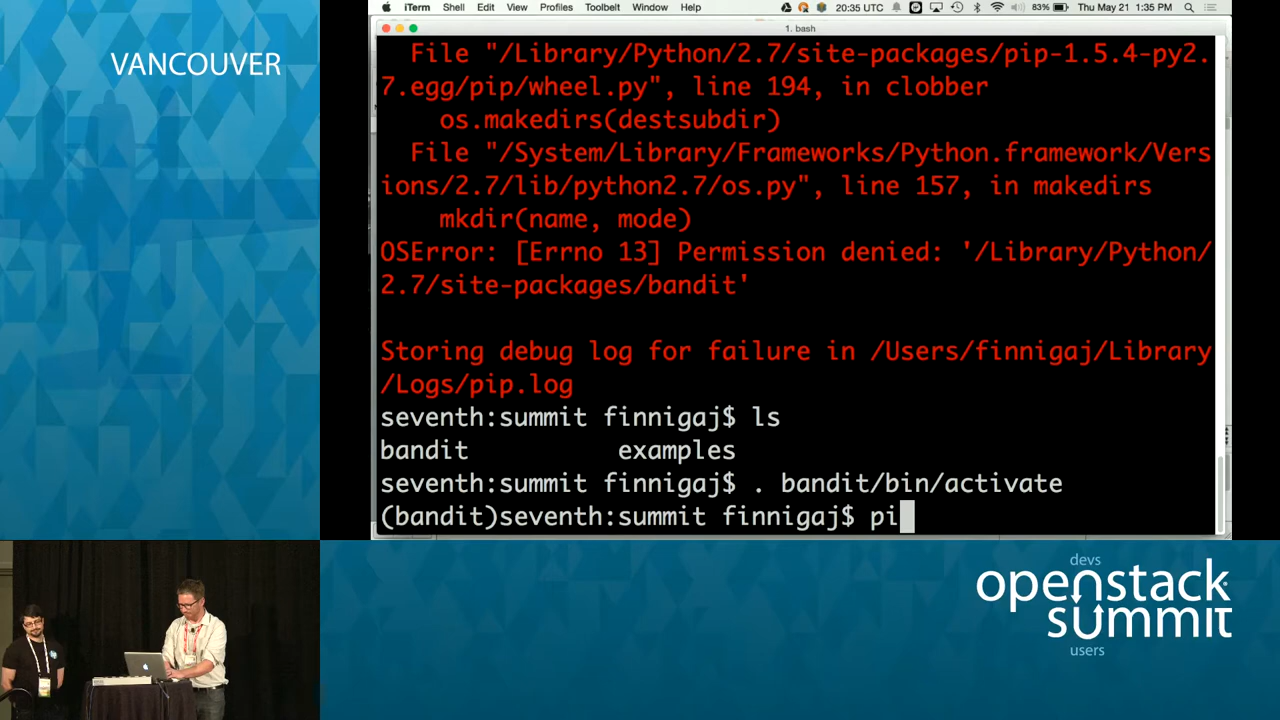 VANCOUVER
iTerm Shell Edit View Profiles Toolbelt Window Help 20:35 UTC 83% Thu May 21 1:35 PM
1. bash
File "/Library/Python/2.7/site-packages/pip-1.5.4-py2.
7.egg/pip/wheel.py", line 194, in clobber
os.makedirs(destsubdir)
File "/System/Library/Frameworks/Python.framework/Vers
ions/2.7/lib/python2.7/os.py", line 157, in makedirs
mkdir(name, mode)
OSError: [Errno 13] Permission denied: '/Library/Python/
2.7/site-packages/bandit'
Storing debug log for failure in /Users/finnigaj/Library
/Logs/pip.log
seventh:summit finnigaj$ ls
bandit examples
seventh:summit finnigaj$ . bandit/bin/activate
(bandit)seventh:summit finnigaj$ pi
devs
openstack
summit
users